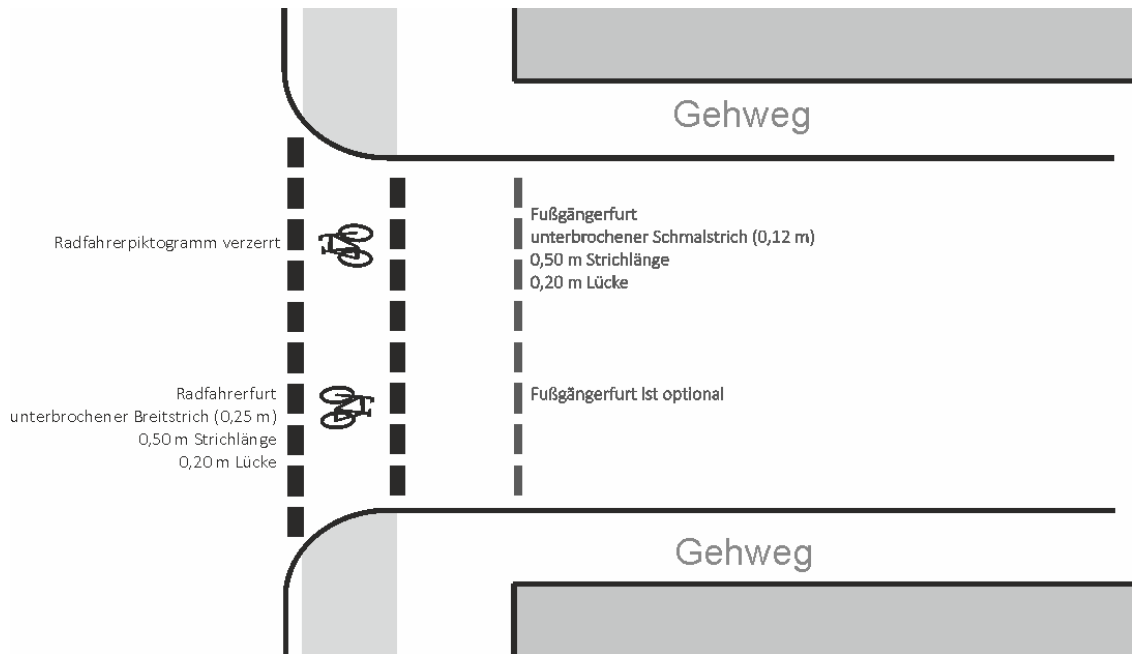 Gehweg
Fußgängerfurt
unterbrochener Schmalstrich (0,12 m)
0,50 m Strichlänge
0,20 m Lücke
Radfahrerpiktogramm verzerrt
Radfahrerfurt
unterbrochener Breitstrich (0,25 m)
0,50 m Strichlänge
0,20 m Lücke
Fußgängerfurt ist optional
Gehweg